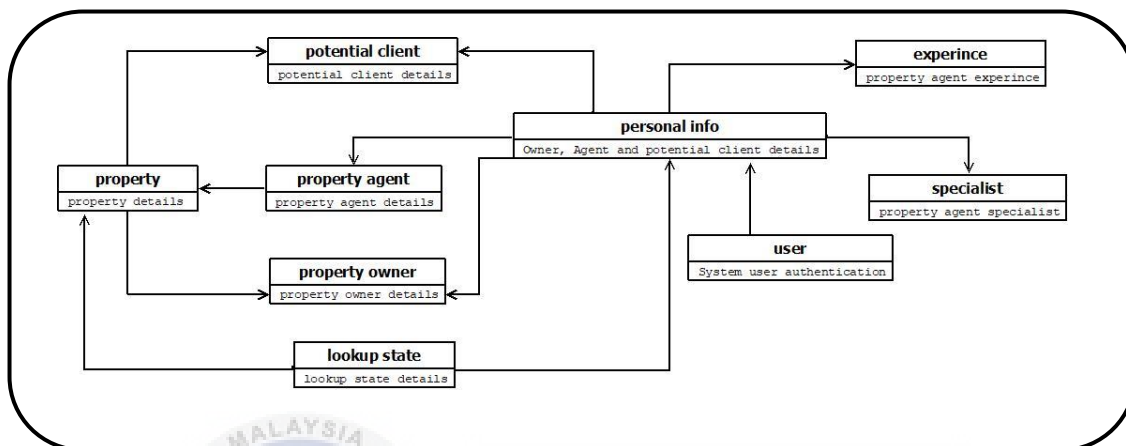 potential client
potential client details
experince
property agent experince
personal info
Owner, Agent and potential client details
property
property details
property agent
property agent details
specialist
property agent specialist
user
System user authentication
property owner
property owner details
lookup state
lookup state details
MALAYSIA